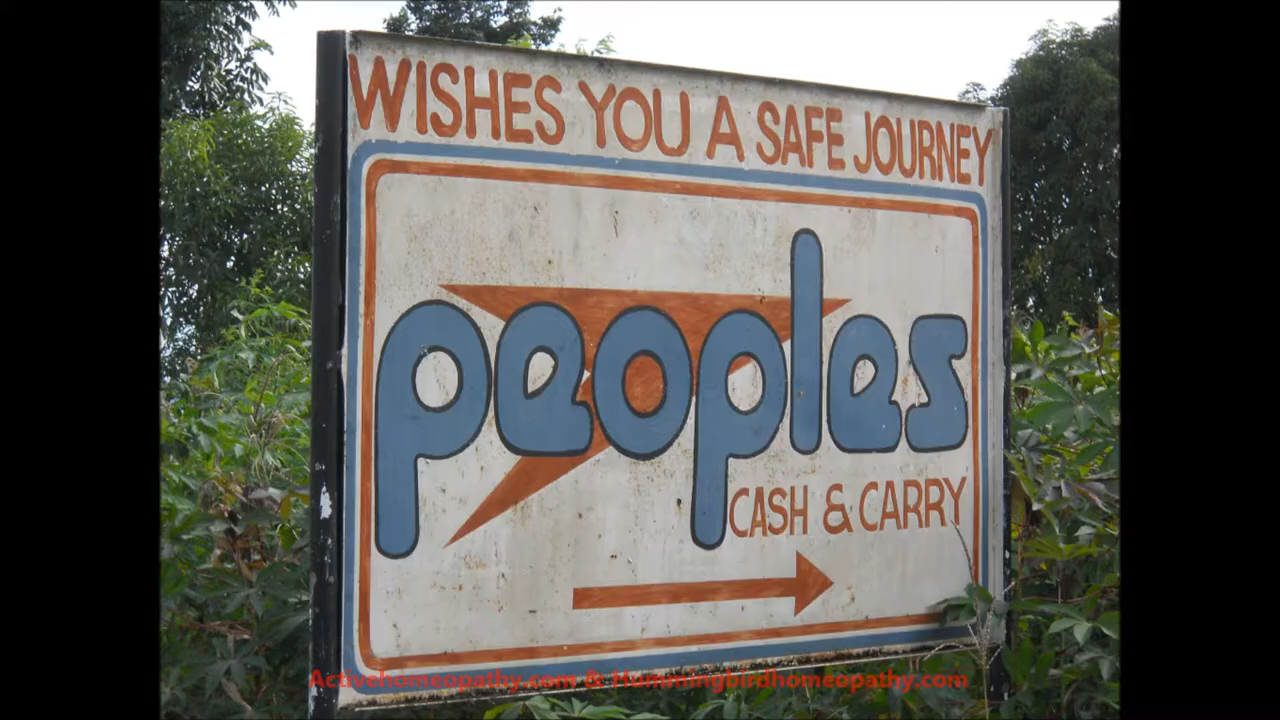 WISHES YOU A SAFE JOURNEY
peoples
CASH & CARRY
Activehomeopathy.com & Hummingbirdhomeopathy.com